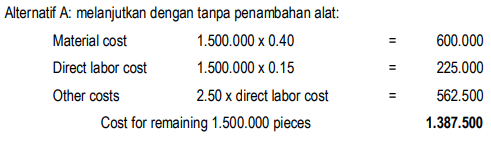 Alternatif A: melanjutkan dengan tanpa penambahan alat:
Material cost 1.500.000 x 0.40 = 600.000
Direct labor cost 1.500.000 x 0.15 = 225.000
Other costs 2.50 x direct labor cost = 562.500
Cost for remaining 1.500.000 pieces 1.387.500